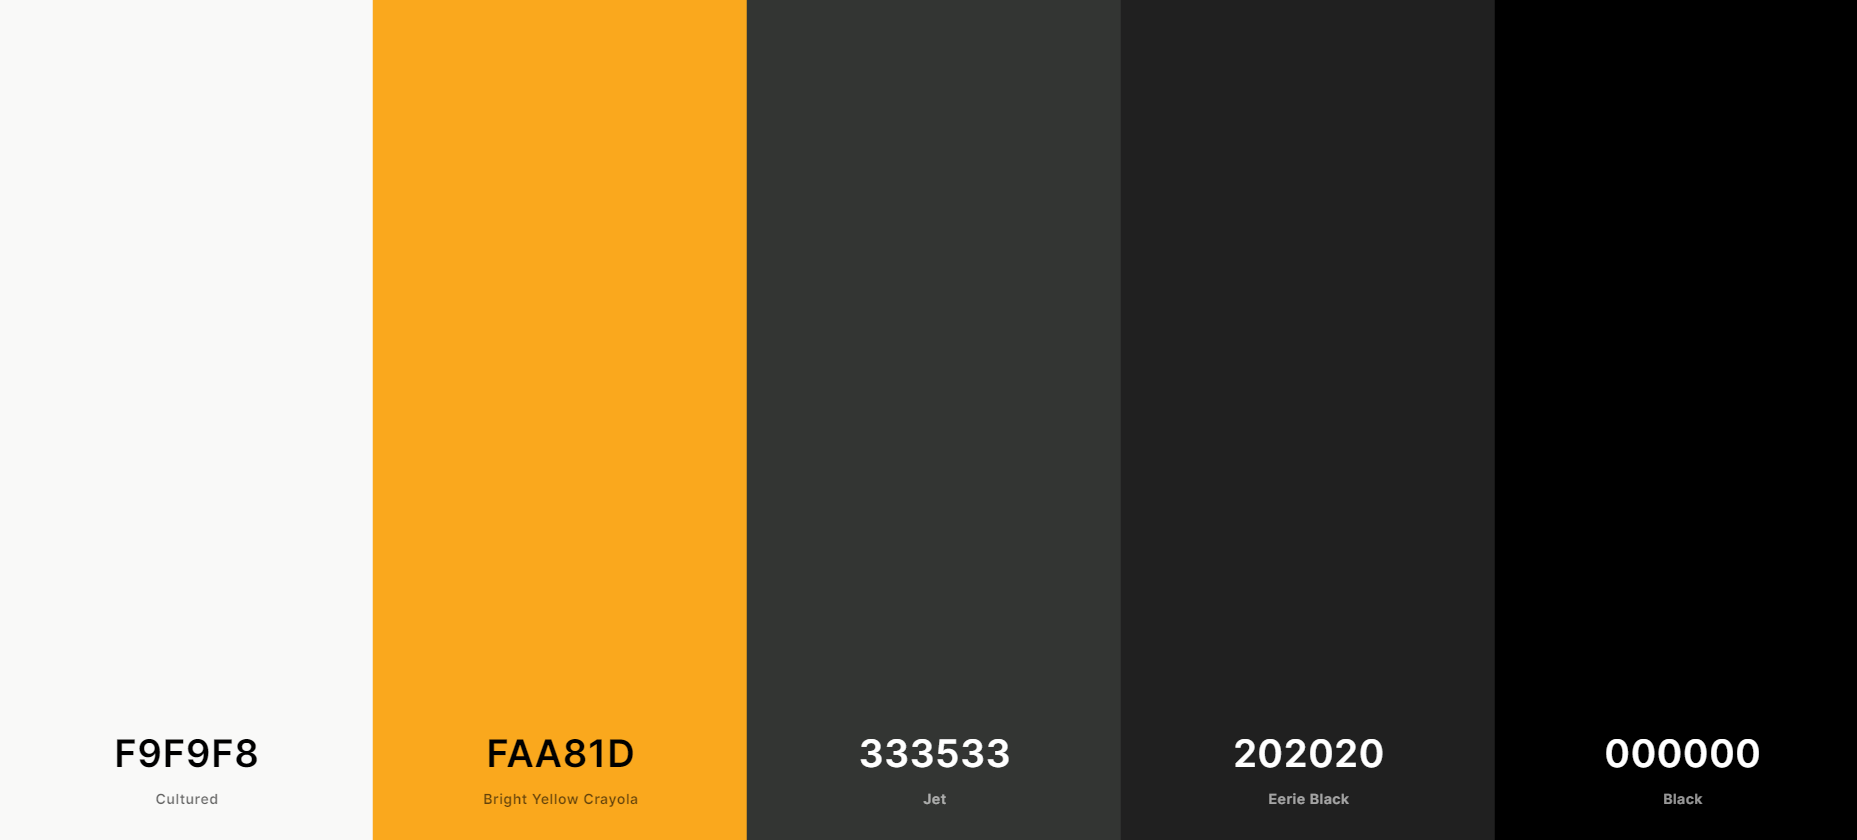 F9F9F8
Cultured
FAA81D
Bright Yellow Crayola
333533
Jet
202020
Eerie Black
000000
Black